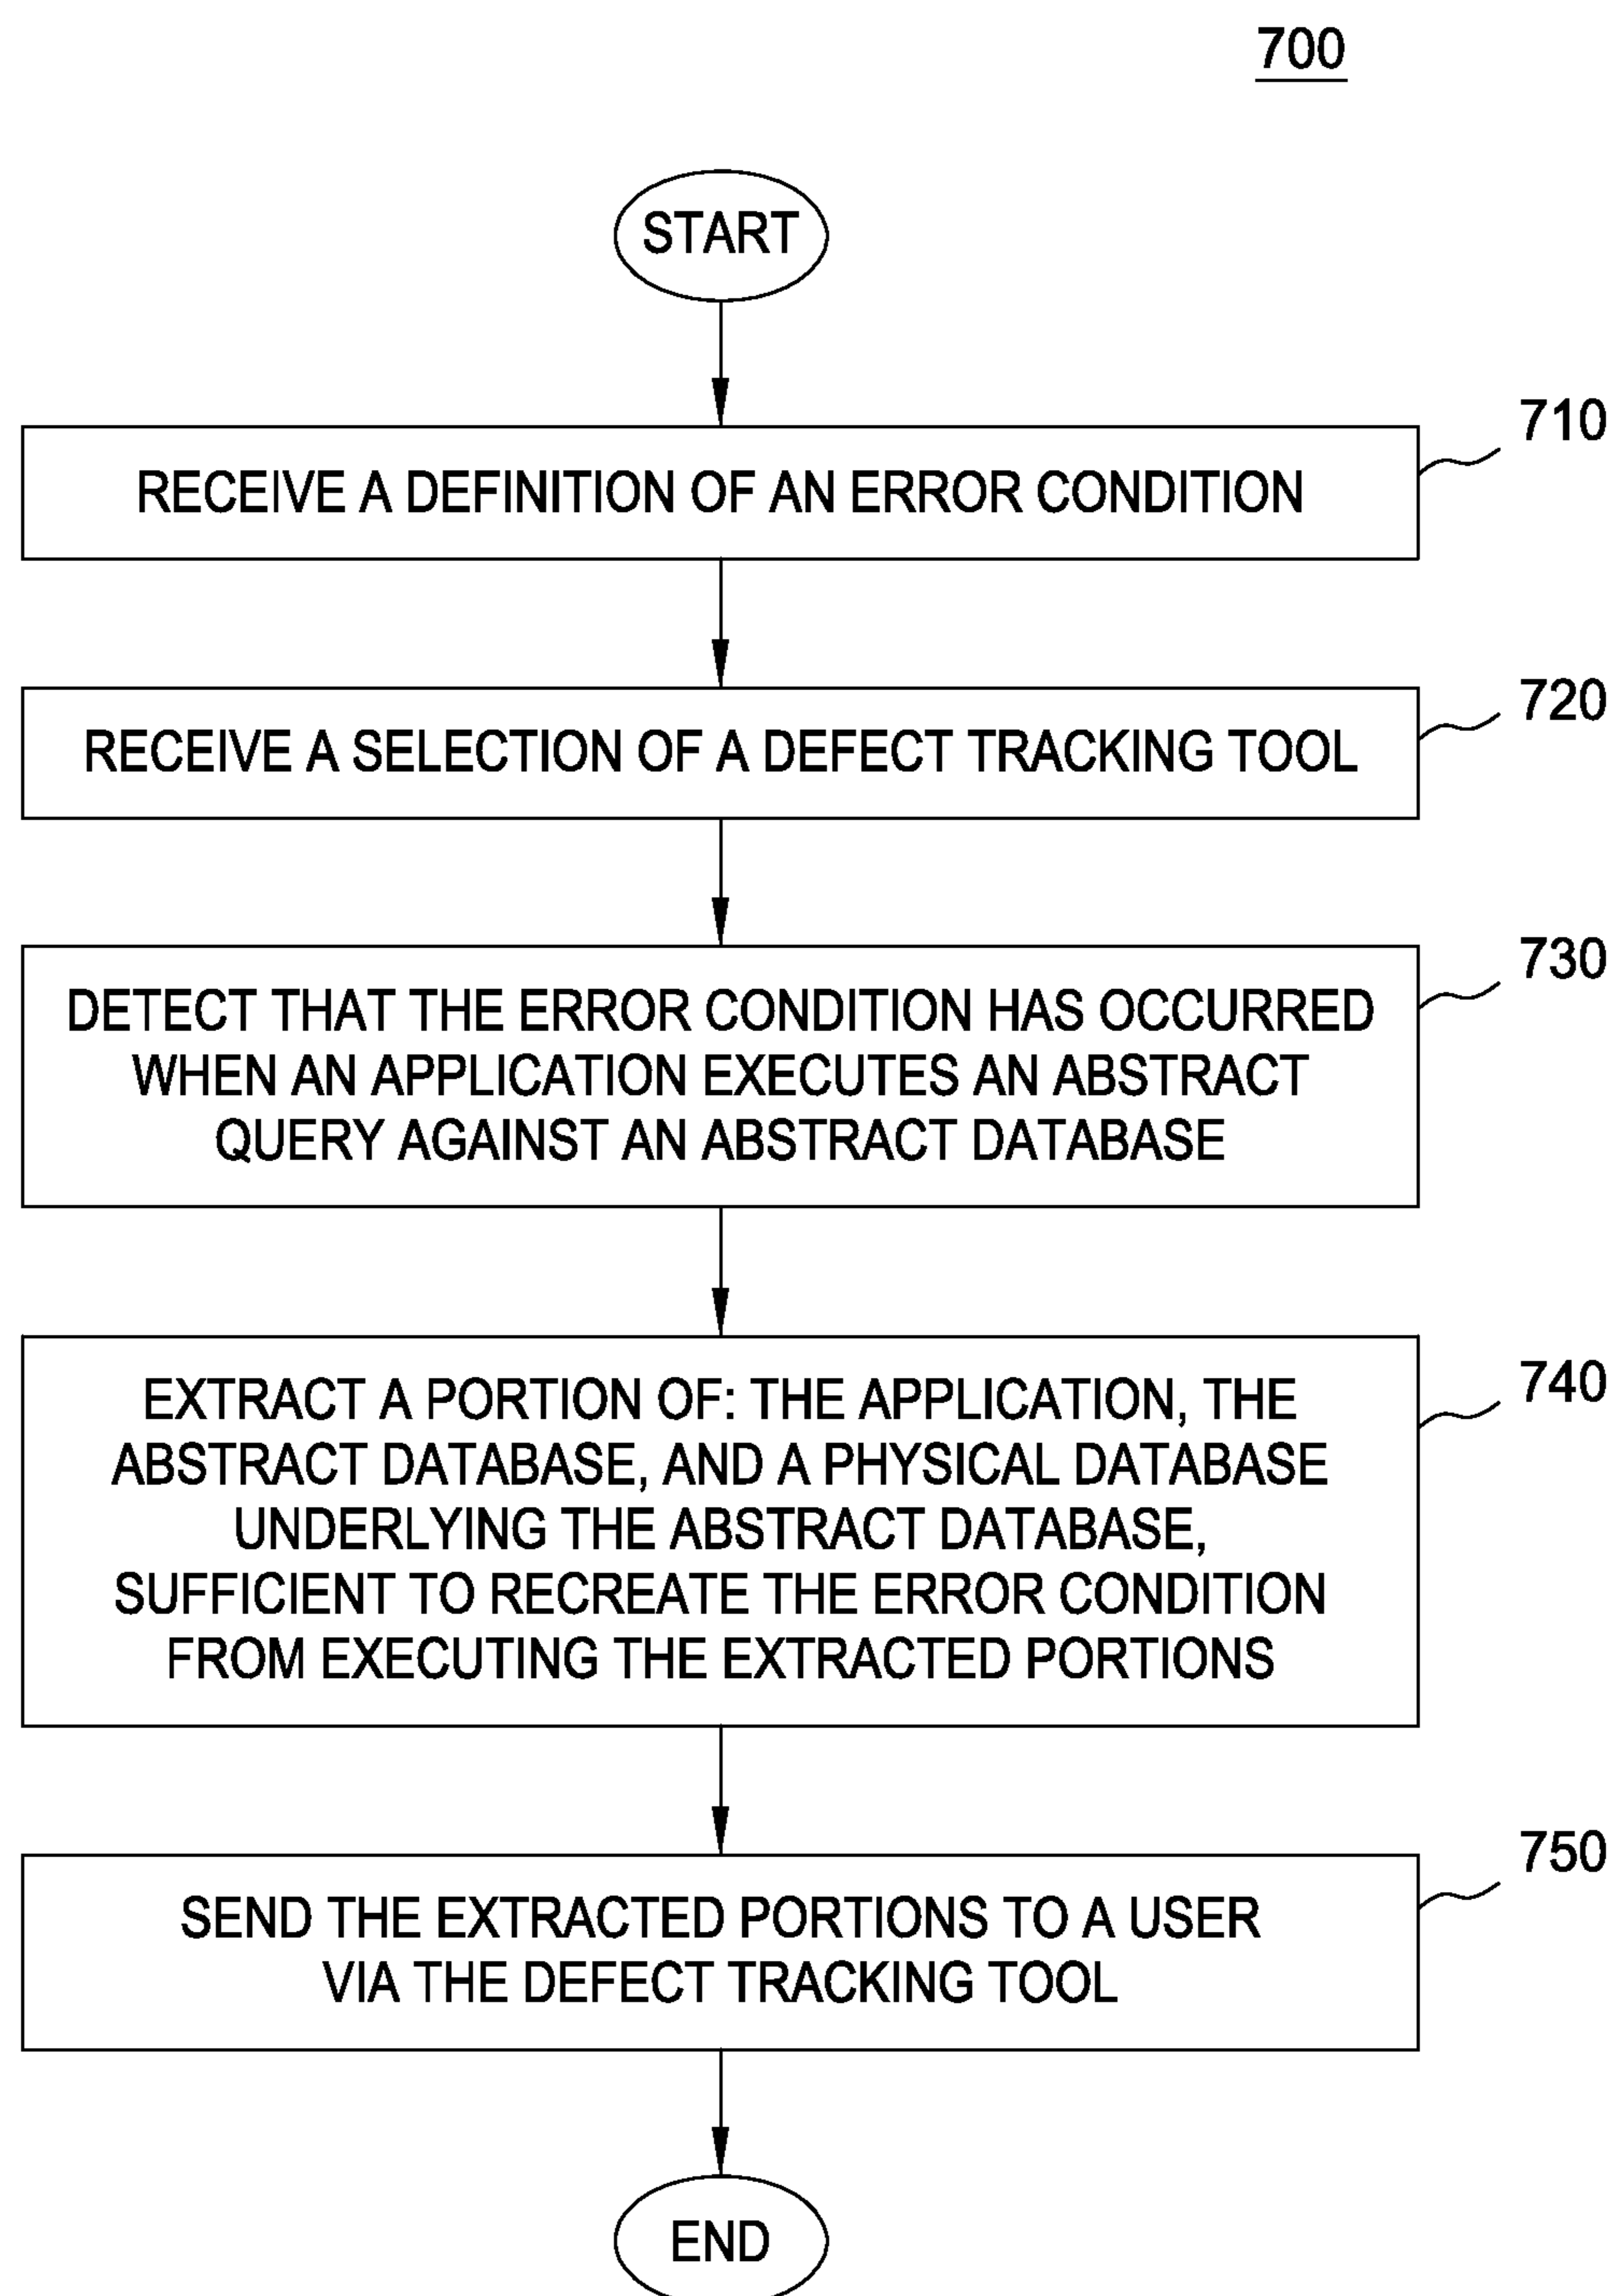 700
START
710
RECEIVE A DEFINITION OF AN ERROR CONDITION
720
RECEIVE A SELECTION OF A DEFECT TRACKING TOOL
730
DETECT THAT THE ERROR CONDITION HAS OCCURRED
WHEN AN APPLICATION EXECUTES AN ABSTRACT
QUERY AGAINST AN ABSTRACT DATABASE
740
EXTRACT A PORTION OF: THE APPLICATION, THE
ABSTRACT DATABASE, AND A PHYSICAL DATABASE
UNDERLYING THE ABSTRACT DATABASE,
SUFFICIENT TO RECREATE THE ERROR CONDITION
FROM EXECUTING THE EXTRACTED PORTIONS
750
SEND THE EXTRACTED PORTIONS TO A USER
VIA THE DEFECT TRACKING TOOL
END